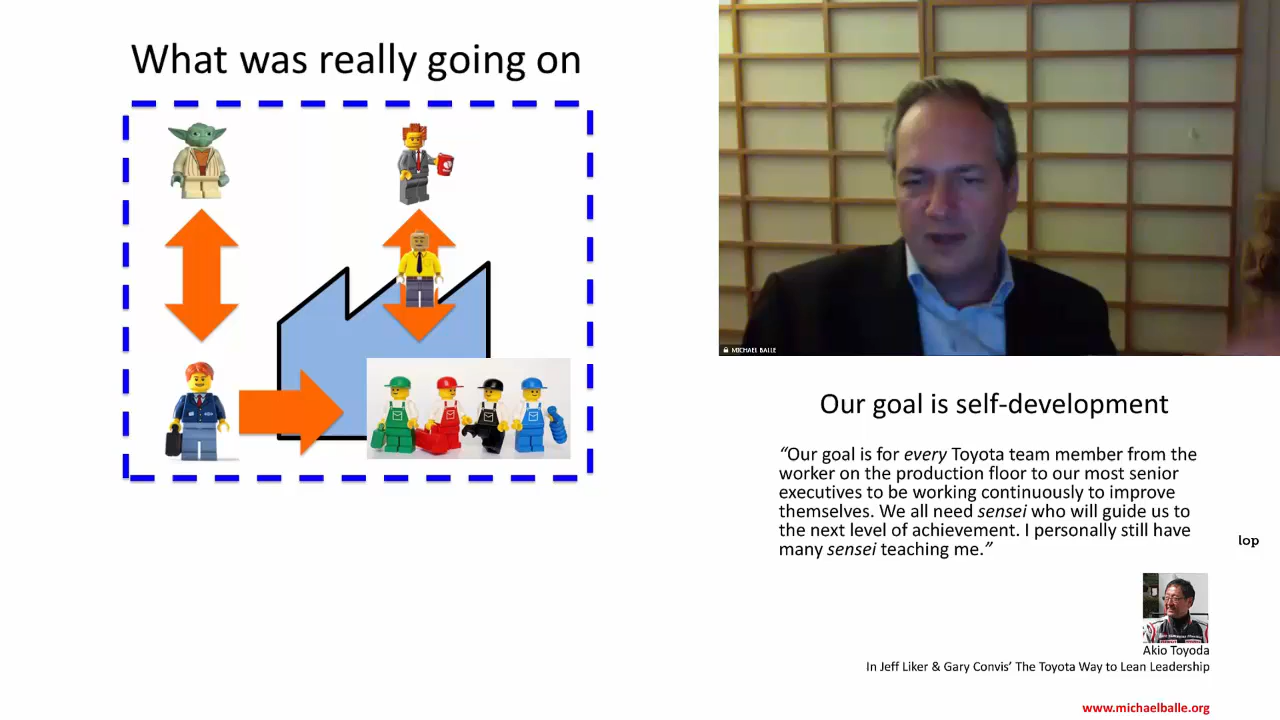 What was really going on
MICHAEL BALLE
Our goal is self-development
“Our goal is for every Toyota team member from the
worker on the production floor to our most senior
executives to be working continuously to improve
themselves. We all need sensei who will guide us to
the next level of achievement. I personally still have
many sensei teaching me.”
lop
Akio Toyoda
In Jeff Liker & Gary Convis’ The Toyota Way to Lean Leadership
www.michaelballe.org